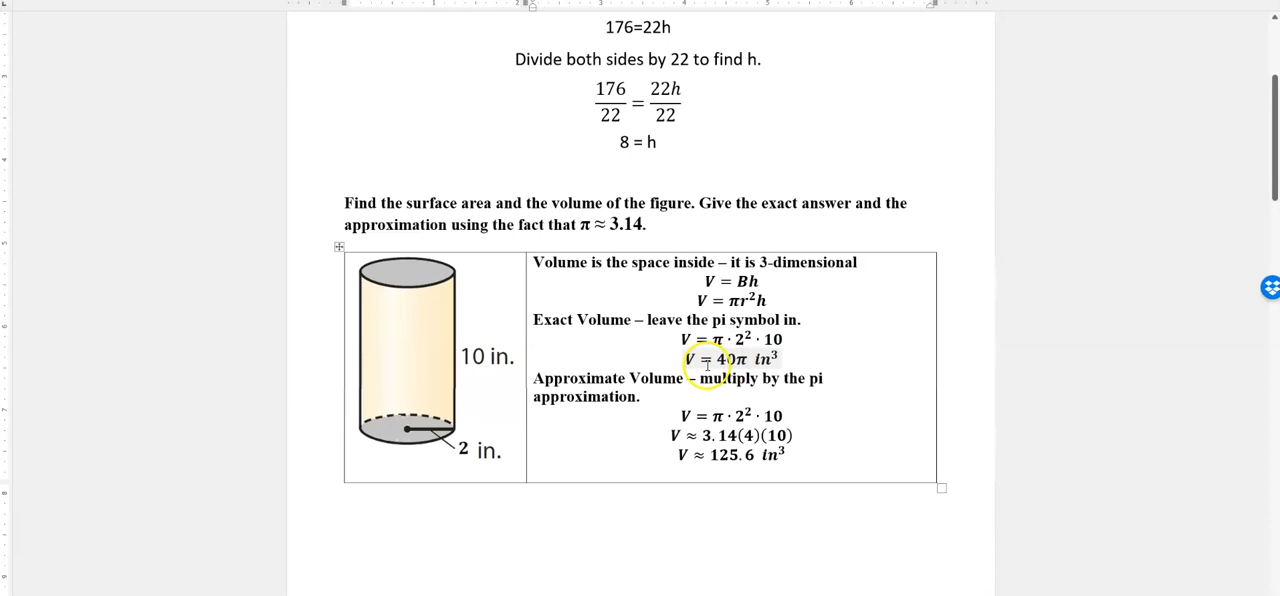 176=22h
Divide both sides by 22 to find h.
176/22 = 22h/22
8 = h
Find the surface area and the volume of the figure. Give the exact answer and the
approximation using the fact that π ≈ 3.14.
10 in.
2 in.
Volume is the space inside – it is 3-dimensional
V = Bh
V = πr²h
Exact Volume – leave the pi symbol in.
V = π · 2² · 10
V = 40π in³
Approximate Volume – multiply by the pi
approximation.
V = π · 2² · 10
V ≈ 3.14(4)(10)
V ≈ 125.6 in³